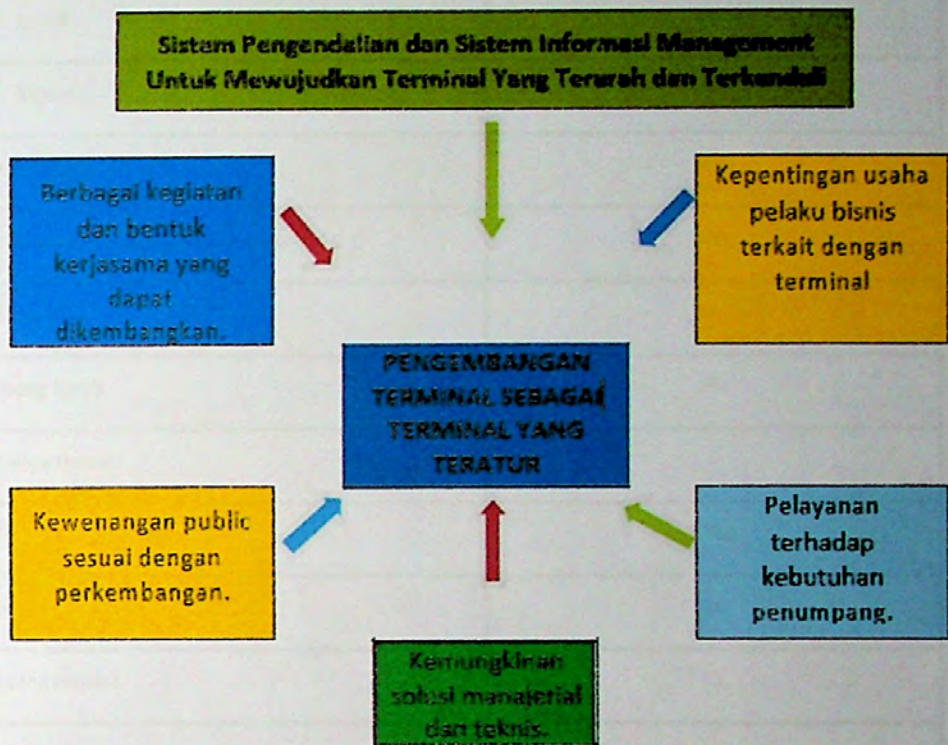 Sistem Pengendalian dan Sistem Informasi Management
Untuk Mewujudkan Terminal Yang Terarah dan Terkendali
Berbagai kegiatan
dan bentuk
kerjasama yang
dapat
dikembangkan.
Kepentingan usaha
pelaku bisnis
terkait dengan
terminal
PENGEMBANGAN
TERMINAL SEBAGAI
TERMINAL YANG
TERATUR
Kewenangan public
sesuai dengan
perkembangan.
Pelayanan
terhadap
kebutuhan
penumpang.
Kemungkinan
solusi manajerial
dan teknis.